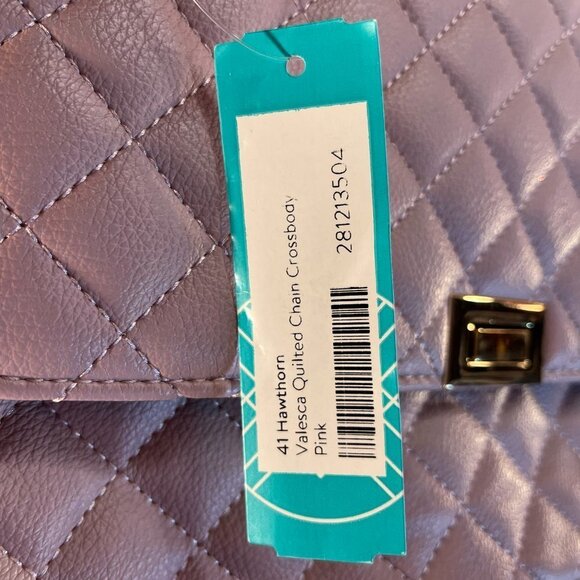 41 Hawthorn
Valesca Quilted Chain Crossbody
Pink
281213504